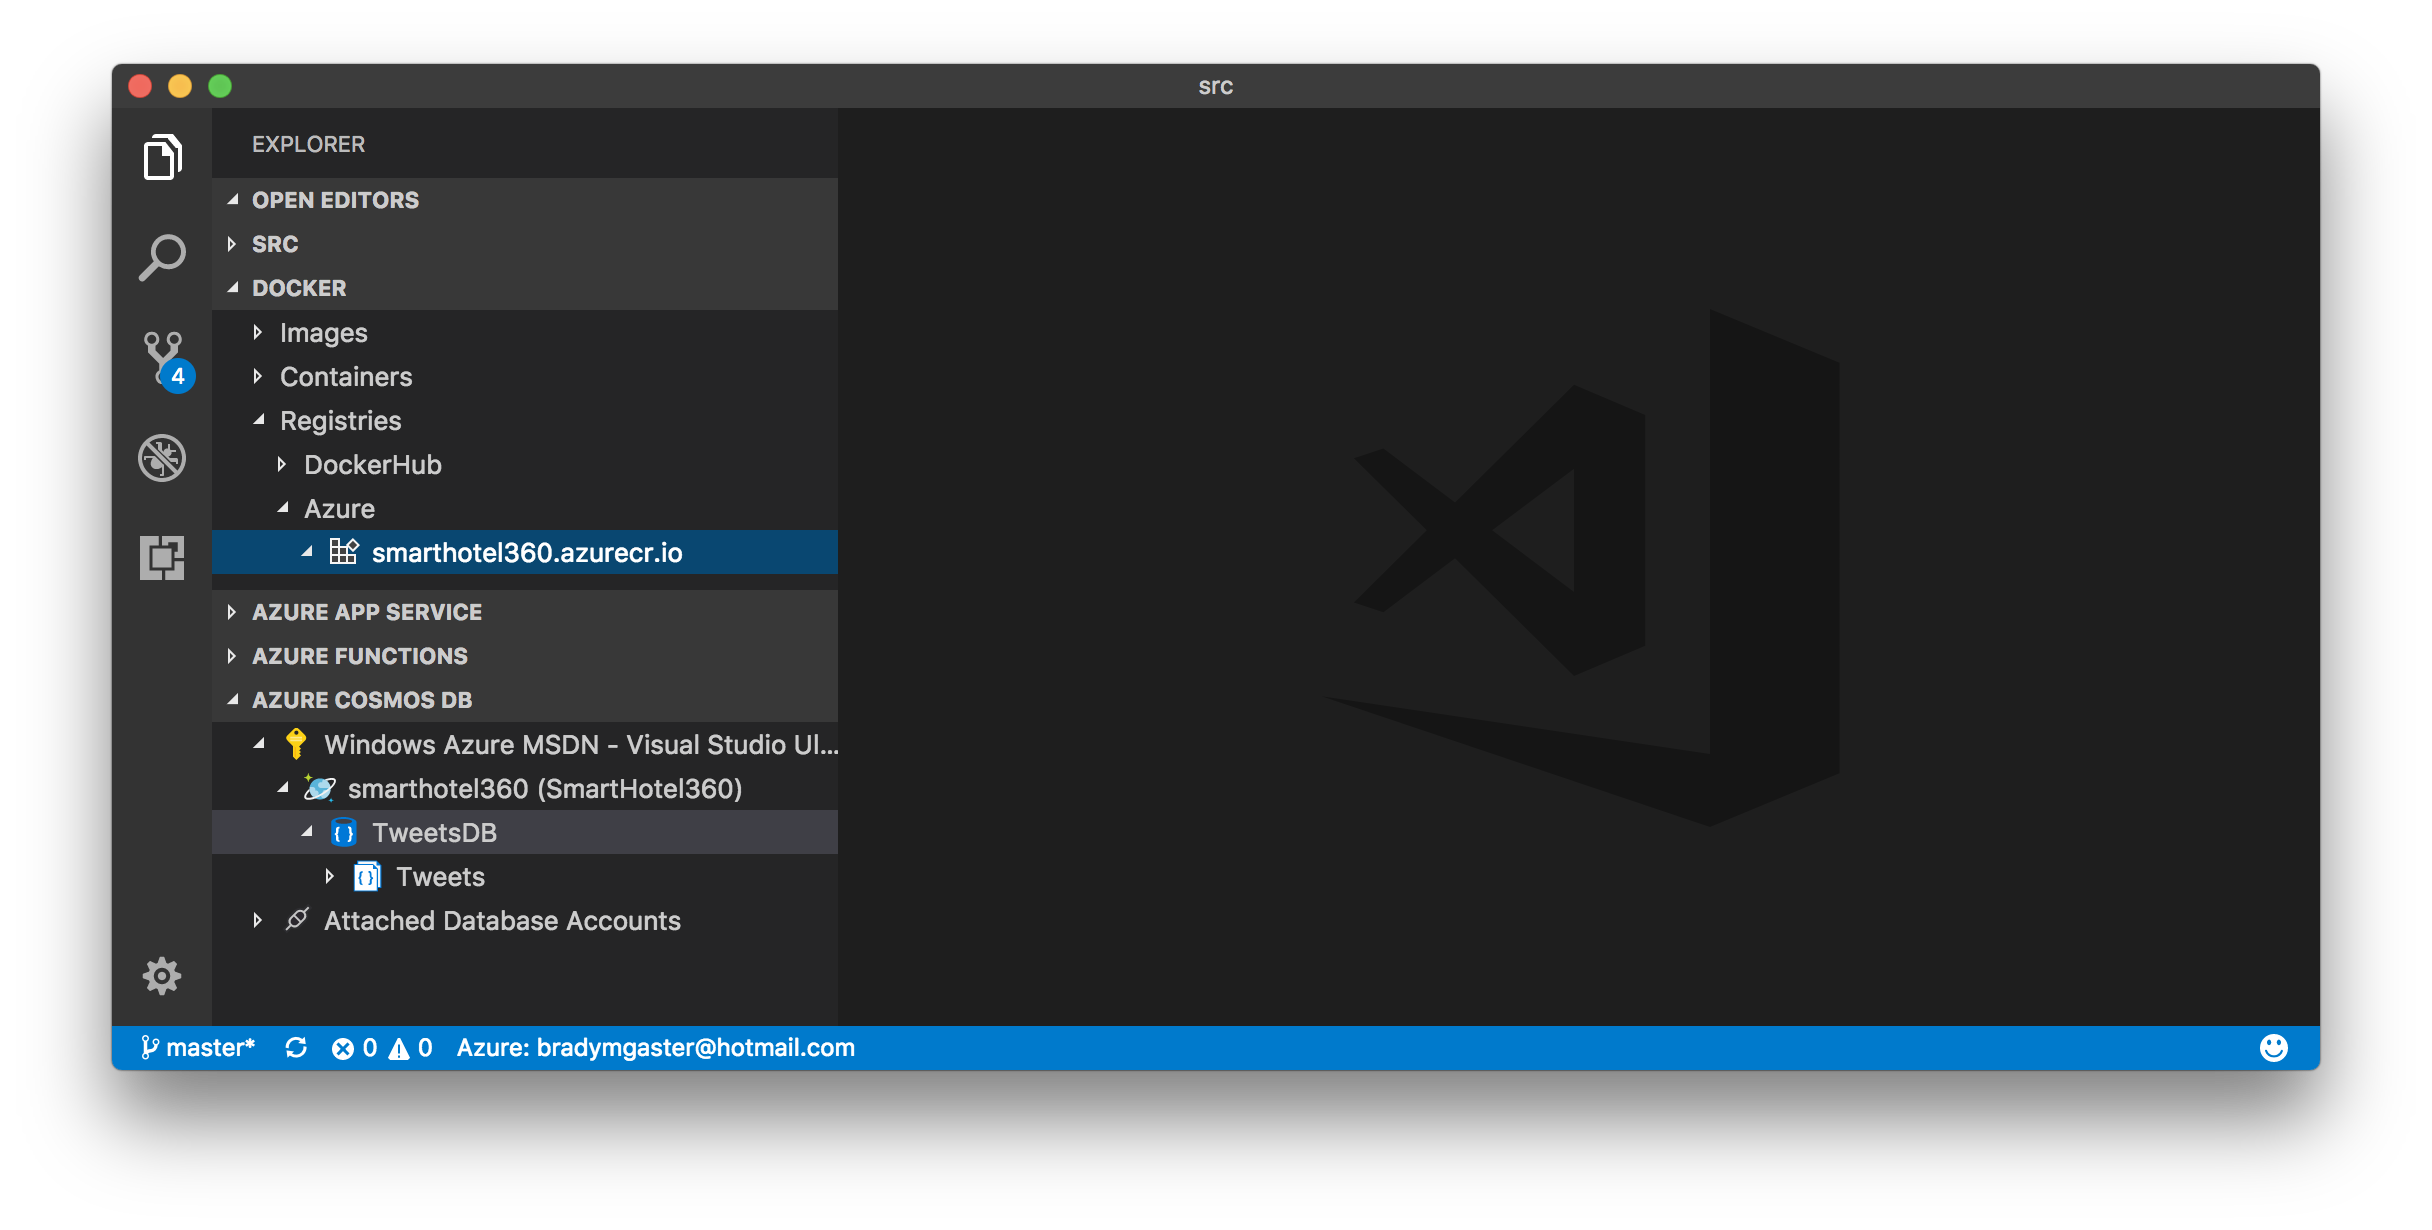 src
EXPLORER
OPEN EDITORS
SRC
DOCKER
Images
Containers
4
Registries
DockerHub
Azure
smarthotel360.azurecr.io
AZURE APP SERVICE
AZURE FUNCTIONS
AZURE COSMOS DB
Windows Azure MSDN - Visual Studio Ul...
smarthotel360 (SmartHotel360)
TweetsDB
Tweets
Attached Database Accounts
master* 0 0 Azure: bradymgaster@hotmail.com